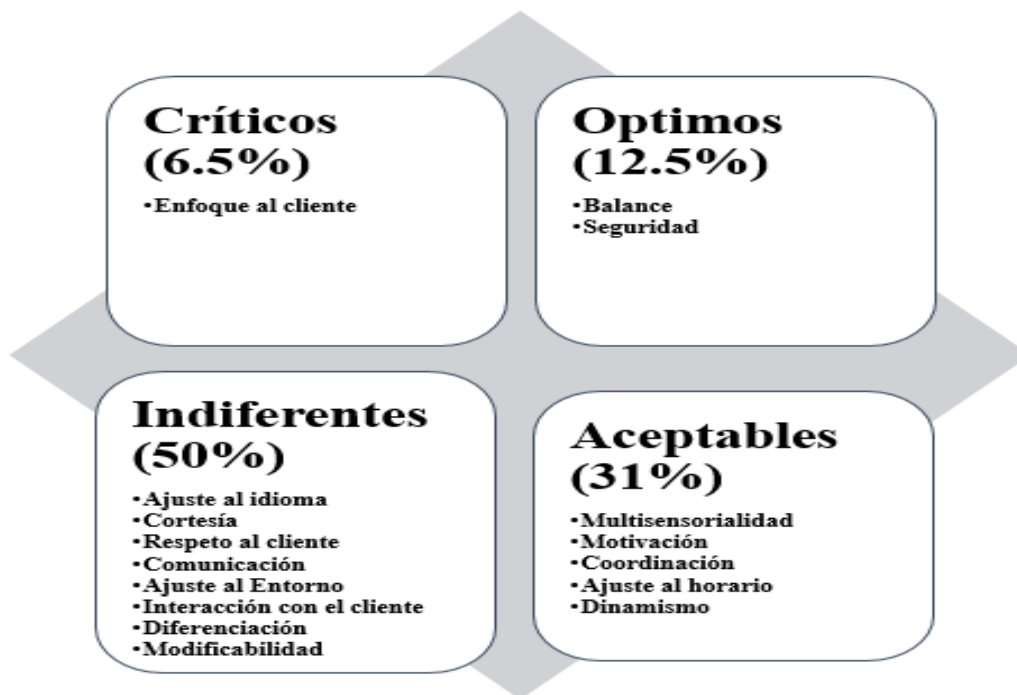 Críticos
(6.5%)
•Enfoque al cliente
Optimos
(12.5%)
•Balance
•Seguridad
Indiferentes
(50%)
•Ajuste al idioma
•Cortesía
•Respeto al cliente
•Comunicación
•Ajuste al Entorno
•Interacción con el cliente
•Diferenciación
•Modificabilidad
Aceptables
(31%)
•Multisensorialidad
•Motivación
•Coordinación
•Ajuste al horario
•Dinamismo